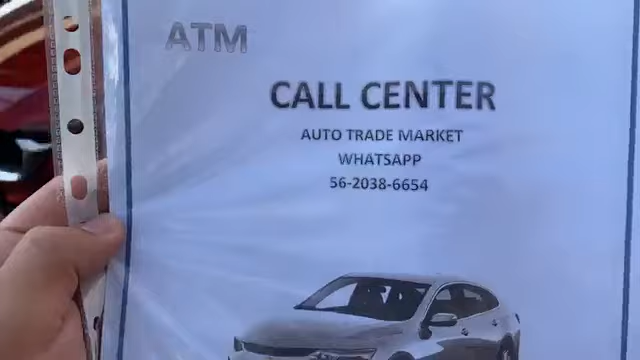 ATM
CALL CENTER
AUTO TRADE MARKET
WHATSAPP
56-2038-6654